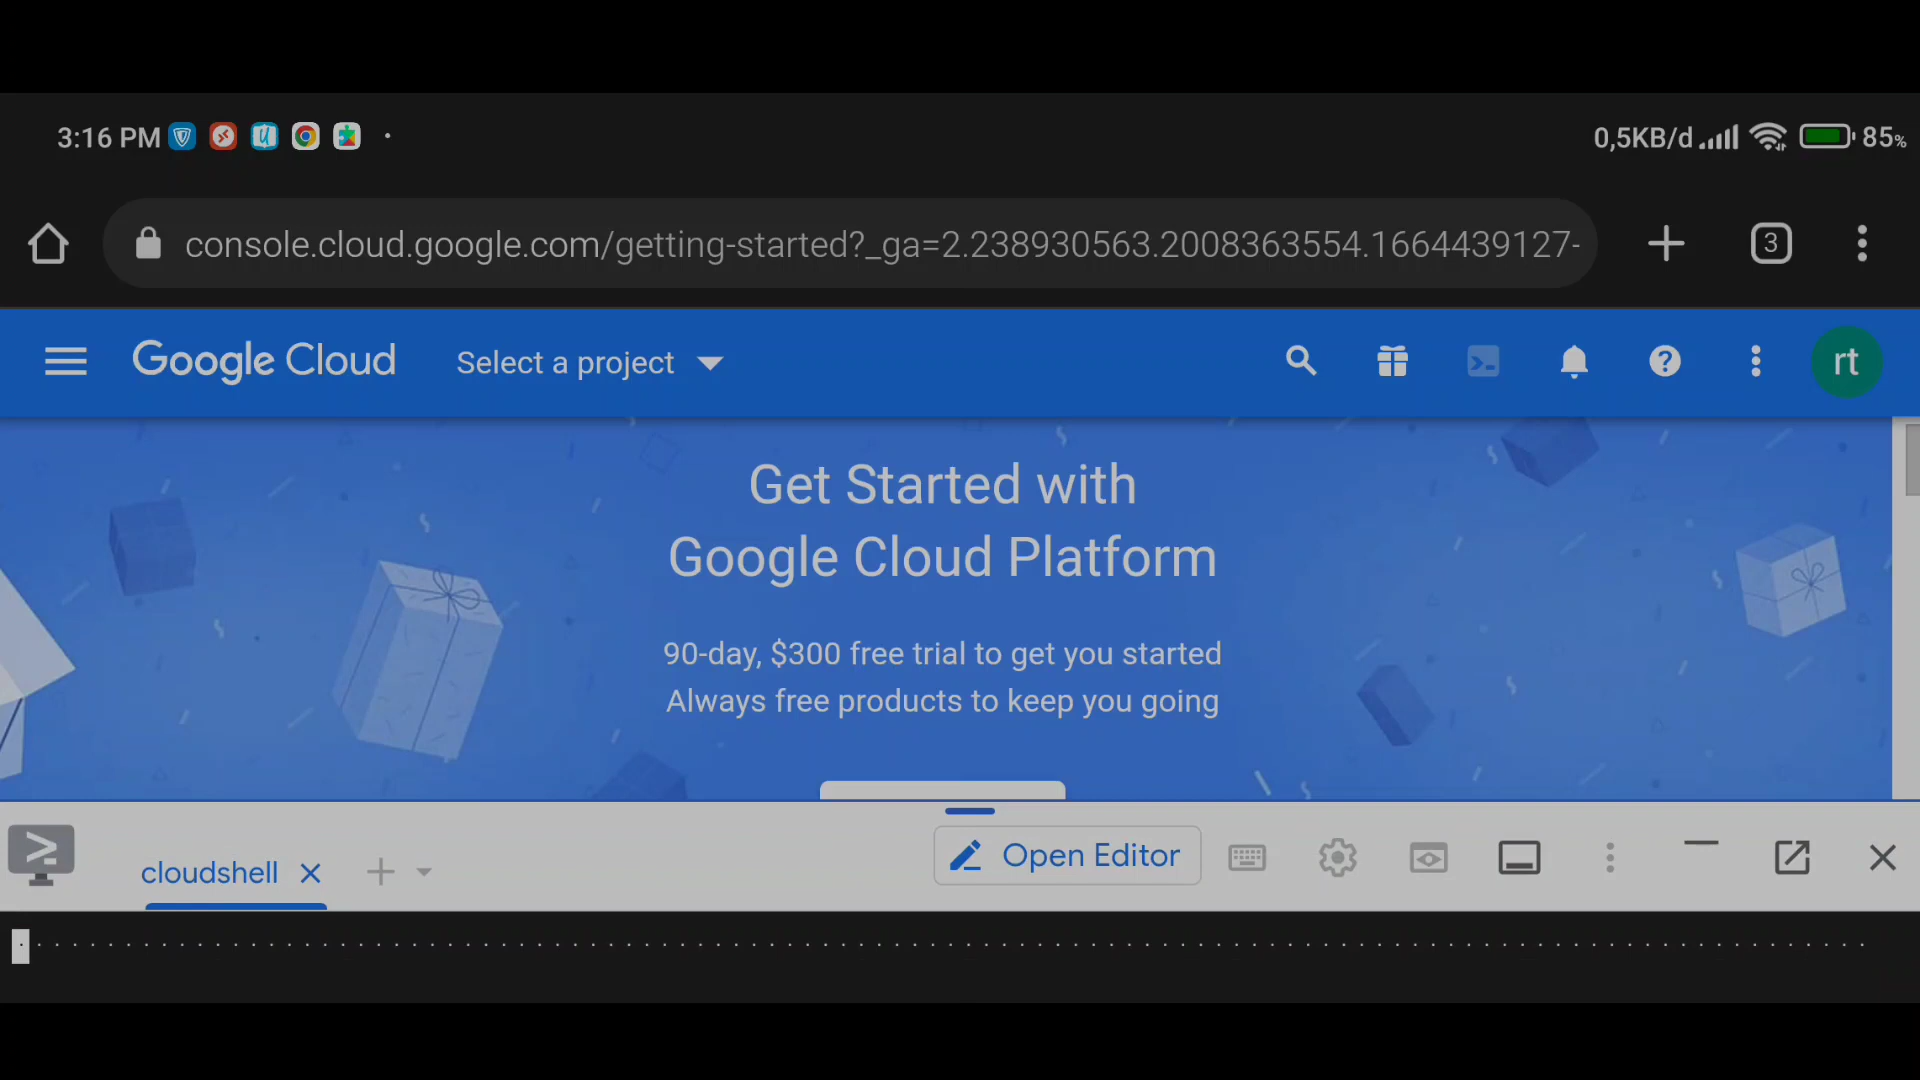 3:16 PM
0,5KB/d
85%
console.cloud.google.com/getting-started?_ga=2.238930563.2008363554.1664439127-
3
Google Cloud
Select a project
rt
Get Started with
Google Cloud Platform
90-day, $300 free trial to get you started
Always free products to keep you going
cloudshell
Open Editor